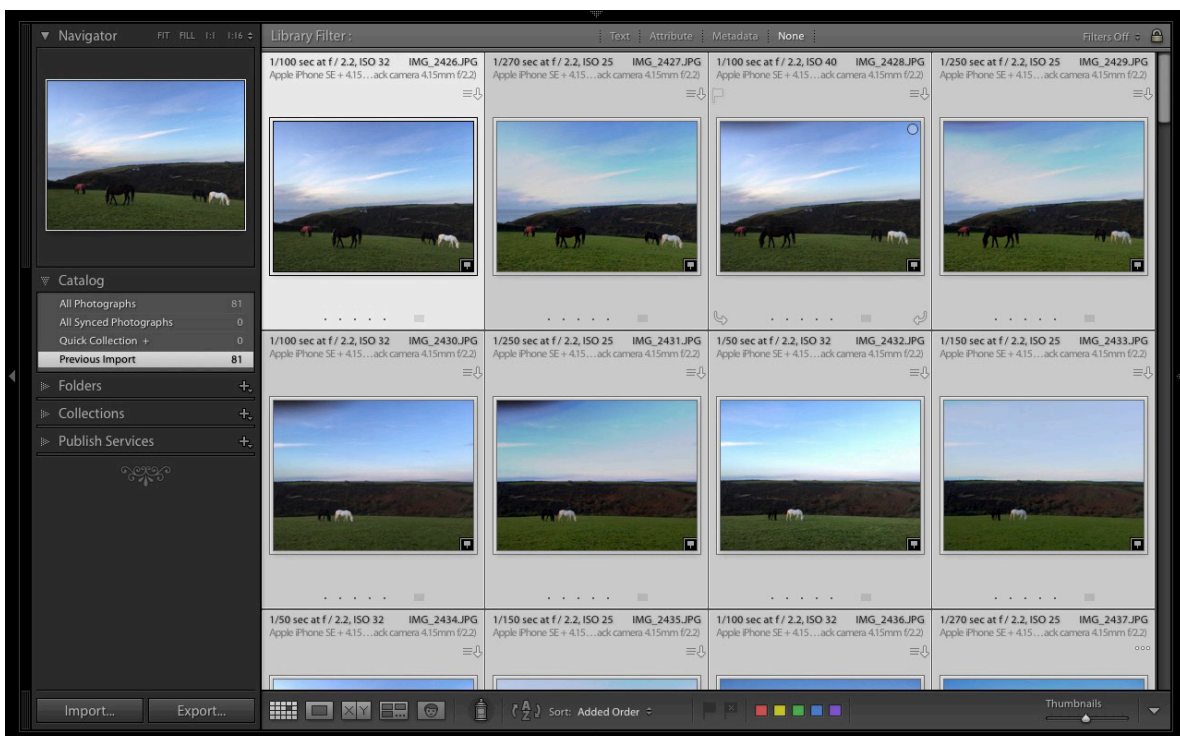 Navigator FIT FILL 1:1 1:16
Library Filter : Text Attribute Metadata None Filters Off
1/100 sec at f / 2.2, ISO 32 IMG_2426.JPG
Apple iPhone SE + 4.15…ack camera 4.15mm f/2.2)
1/270 sec at f / 2.2, ISO 25 IMG_2427.JPG
Apple iPhone SE + 4.15…ack camera 4.15mm f/2.2)
1/100 sec at f / 2.2, ISO 40 IMG_2428.JPG
Apple iPhone SE + 4.15…ack camera 4.15mm f/2.2)
1/250 sec at f / 2.2, ISO 25 IMG_2429.JPG
Apple iPhone SE + 4.15…ack camera 4.15mm f/2.2)
Catalog
All Photographs 81
All Synced Photographs 0
Quick Collection + 0
Previous Import 81
Folders
Collections
Publish Services
1/100 sec at f / 2.2, ISO 32 IMG_2430.JPG
Apple iPhone SE + 4.15…ack camera 4.15mm f/2.2)
1/250 sec at f / 2.2, ISO 25 IMG_2431.JPG
Apple iPhone SE + 4.15…ack camera 4.15mm f/2.2)
1/50 sec at f / 2.2, ISO 32 IMG_2432.JPG
Apple iPhone SE + 4.15…ack camera 4.15mm f/2.2)
1/150 sec at f / 2.2, ISO 25 IMG_2433.JPG
Apple iPhone SE + 4.15…ack camera 4.15mm f/2.2)
1/50 sec at f / 2.2, ISO 32 IMG_2434.JPG
Apple iPhone SE + 4.15…ack camera 4.15mm f/2.2)
1/150 sec at f / 2.2, ISO 25 IMG_2435.JPG
Apple iPhone SE + 4.15…ack camera 4.15mm f/2.2)
1/100 sec at f / 2.2, ISO 32 IMG_2436.JPG
Apple iPhone SE + 4.15…ack camera 4.15mm f/2.2)
1/270 sec at f / 2.2, ISO 25 IMG_2437.JPG
Apple iPhone SE + 4.15…ack camera 4.15mm f/2.2)
Import... Export...
X Y
A Z Sort: Added Order
Thumbnails